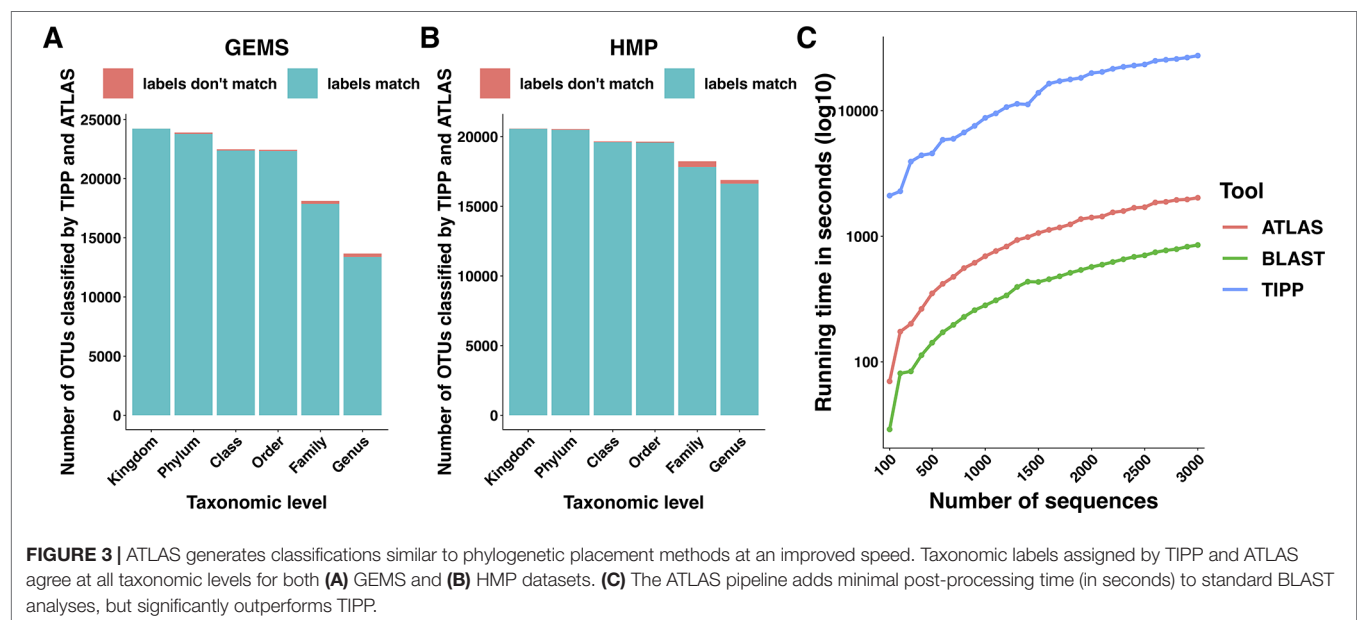 A
GEMS
labels don't match labels match
Number of OTUs classified by TIPP and ATLAS
25000
20000
15000
10000
5000
0
Kingdom
Phylum
Class
Order
Family
Genus
Taxonomic level
B
HMP
labels don't match labels match
Number of OTUs classified by TIPP and ATLAS
20000
15000
10000
5000
0
Kingdom
Phylum
Class
Order
Family
Genus
Taxonomic level
C
Running time in seconds (log10)
10000
1000
100
100
500
1000
1500
2000
2500
3000
Number of sequences
Tool
ATLAS
BLAST
TIPP
FIGURE 3 | ATLAS generates classifications similar to phylogenetic placement methods at an improved speed. Taxonomic labels assigned by TIPP and ATLAS
agree at all taxonomic levels for both (A) GEMS and (B) HMP datasets. (C) The ATLAS pipeline adds minimal post-processing time (in seconds) to standard BLAST
analyses, but significantly outperforms TIPP.